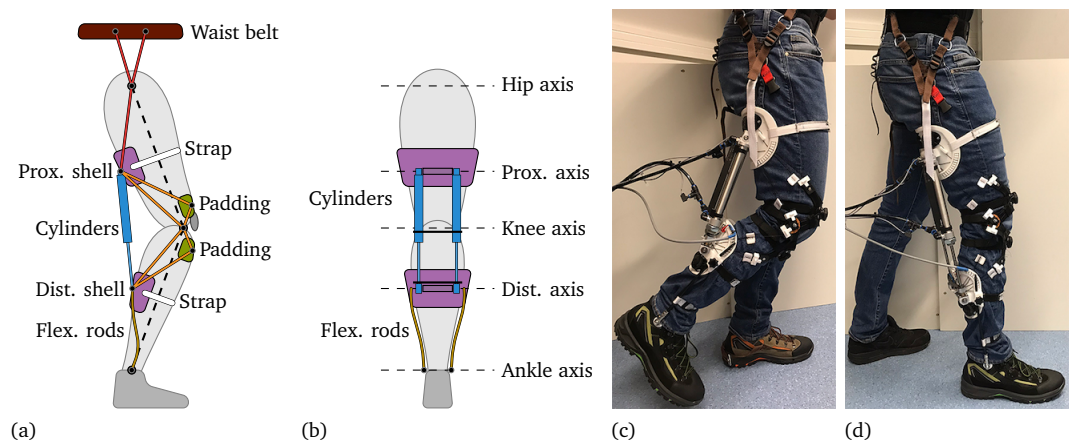 Waist belt
Strap
Prox. shell
Padding
Cylinders
Padding
Dist. shell
Strap
Flex. rods
(a)
Hip axis
Prox. axis
Cylinders
Knee axis
Dist. axis
Flex. rods
Ankle axis
(b)
(c)
(d)